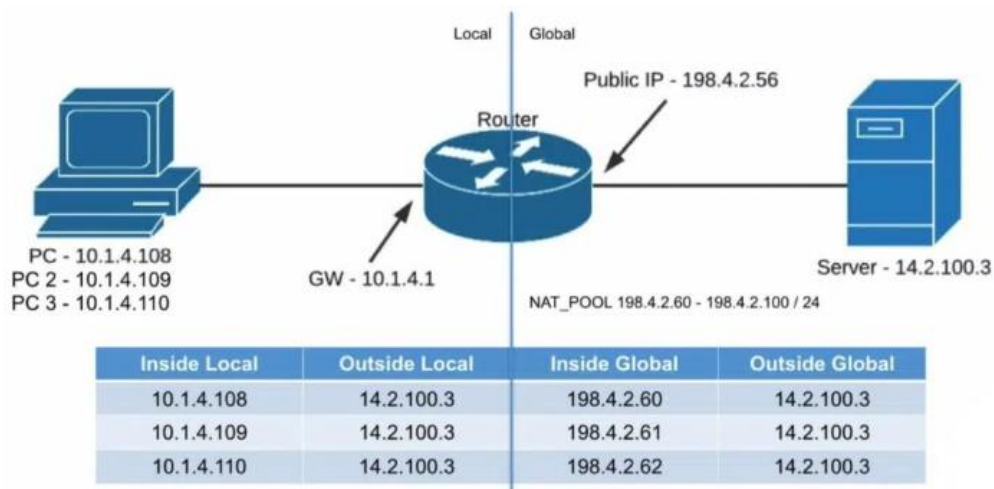 Local Global
Public IP - 198.4.2.56
Router
PC - 10.1.4.108
PC 2 - 10.1.4.109
PC 3 - 10.1.4.110
GW - 10.1.4.1
Server - 14.2.100.3
NAT_POOL 198.4.2.60 - 198.4.2.100 / 24
Inside Local Outside Local Inside Global Outside Global
10.1.4.108 14.2.100.3 198.4.2.60 14.2.100.3
10.1.4.109 14.2.100.3 198.4.2.61 14.2.100.3
10.1.4.110 14.2.100.3 198.4.2.62 14.2.100.3